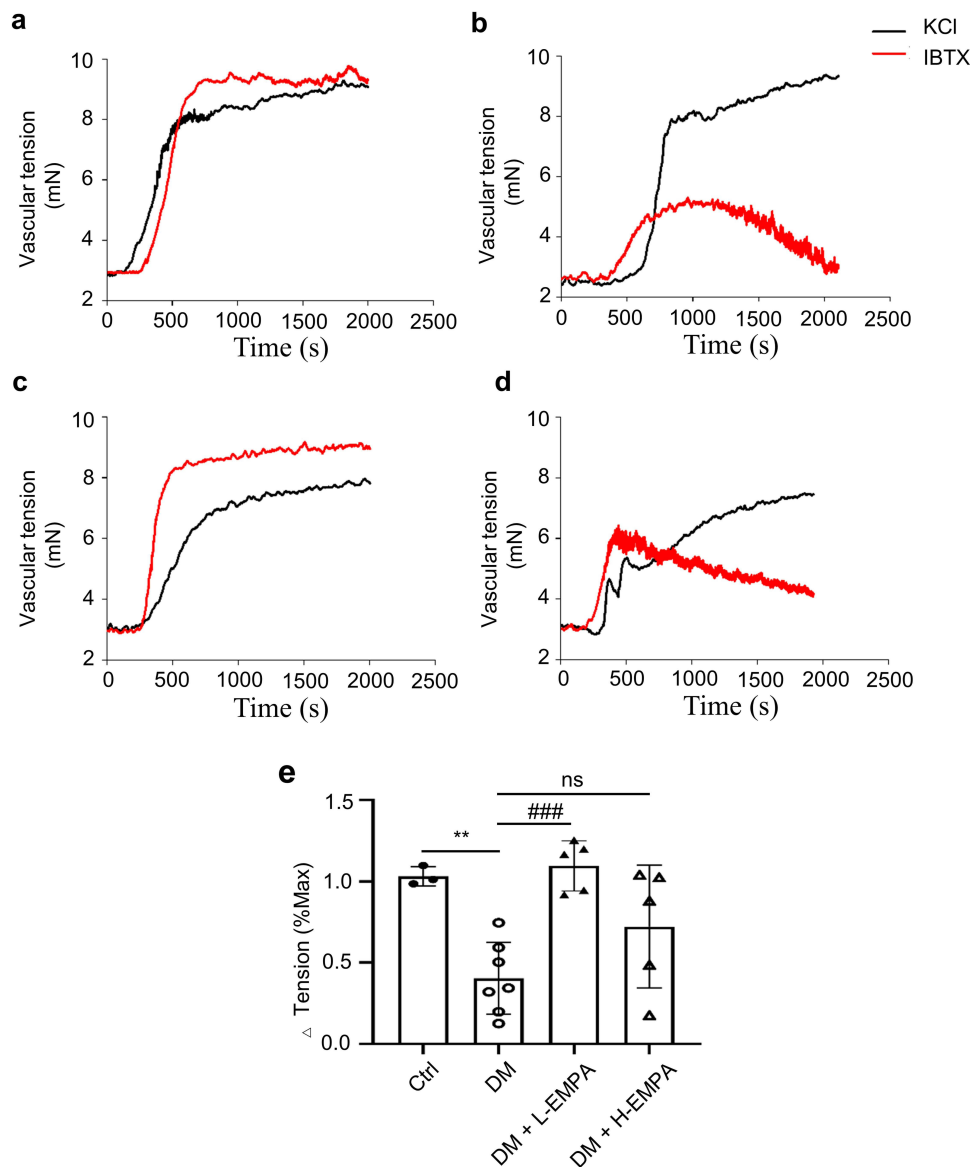 a
b
KCl
IBTX
Vascular tension
(mN)
10
8
6
4
2
0 500 1000 1500 2000 2500
Time (s)
Vascular tension
(mN)
10
8
6
4
2
0 500 1000 1500 2000 2500
Time (s)
c
d
Vascular tension
(mN)
10
8
6
4
2
0 500 1000 1500 2000 2500
Time (s)
Vascular tension
(mN)
10
8
6
4
2
0 500 1000 1500 2000 2500
Time (s)
e
△ Tension (%Max)
1.5
1.0
0.5
0.0
**
###
ns
Ctrl
DM
DM + L-EMPA
DM + H-EMPA